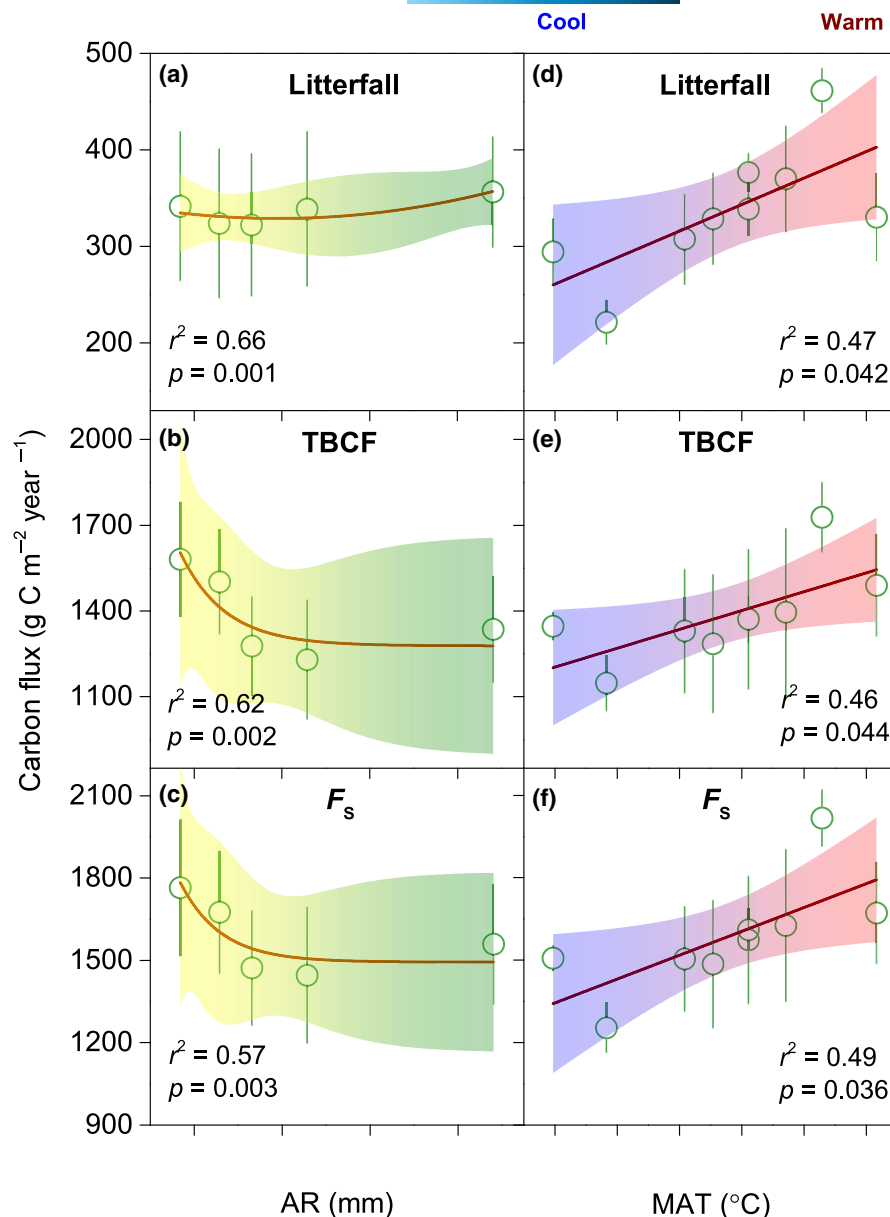 Cool Warm
(a) Litterfall
(d) Litterfall
500
400
300
200
r² = 0.66
p = 0.001
r² = 0.47
p = 0.042
(b) TBCF
(e) TBCF
2000
1700
1400
1100
r² = 0.62
p = 0.002
r² = 0.46
p = 0.044
(c) Fs
(f) Fs
2100
1800
1500
1200
900
r² = 0.57
p = 0.003
r² = 0.49
p = 0.036
Carbon flux (g C m⁻² year⁻¹)
AR (mm)
MAT (°C)